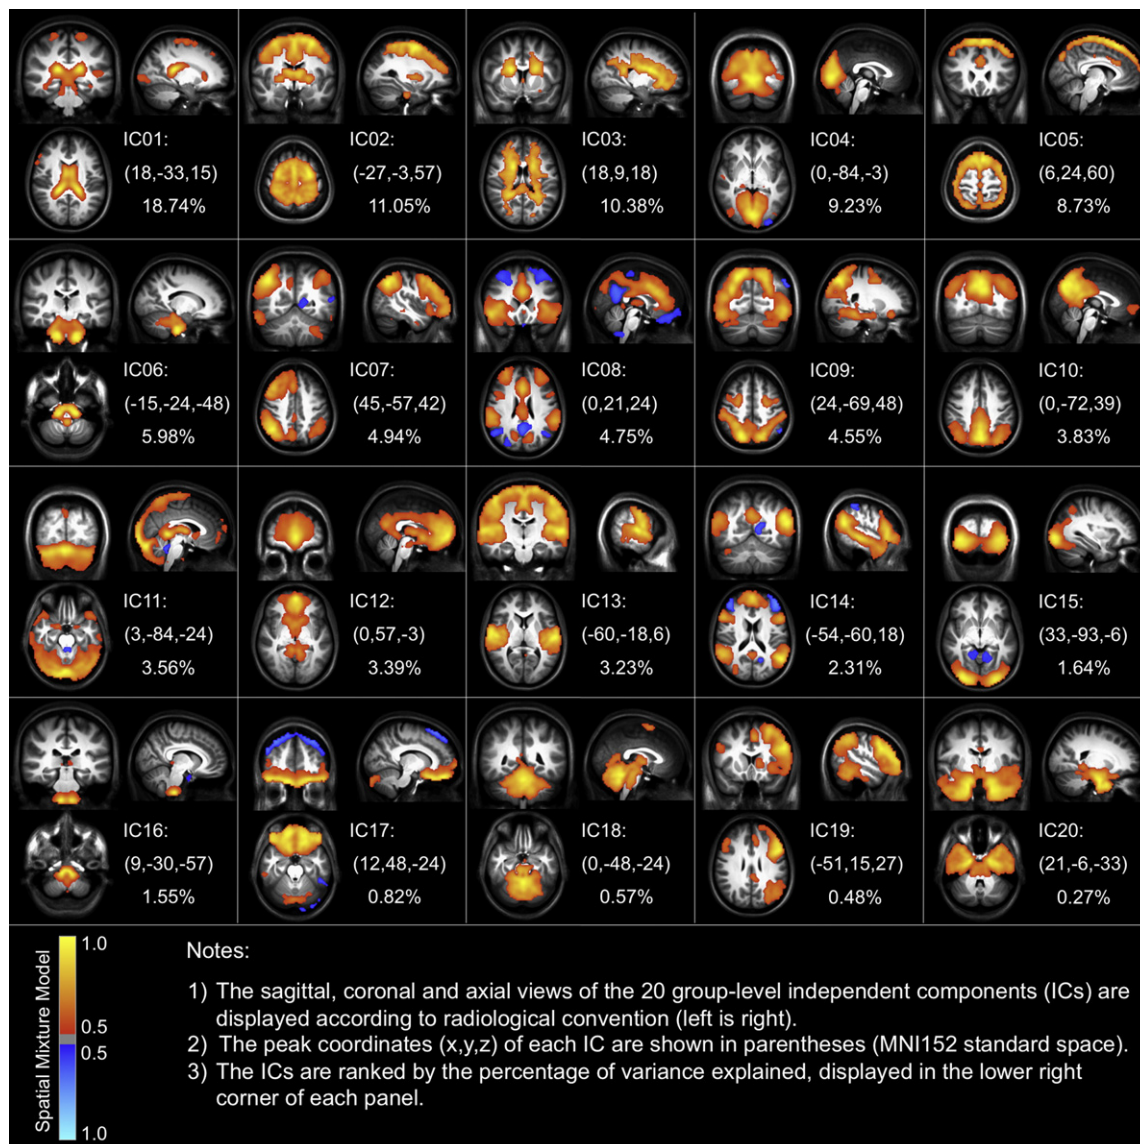 IC01:
(18,-33,15)
18.74%
IC02:
(-27,-3,57)
11.05%
IC03:
(18,9,18)
10.38%
IC04:
(0,-84,-3)
9.23%
IC05:
(6,24,60)
8.73%
IC06:
(-15,-24,-48)
5.98%
IC07:
(45,-57,42)
4.94%
IC08:
(0,21,24)
4.75%
IC09:
(24,-69,48)
4.55%
IC10:
(0,-72,39)
3.83%
IC11:
(3,-84,-24)
3.56%
IC12:
(0,57,-3)
3.39%
IC13:
(-60,-18,6)
3.23%
IC14:
(-54,-60,18)
2.31%
IC15:
(33,-93,-6)
1.64%
IC16:
(9,-30,-57)
1.55%
IC17:
(12,48,-24)
0.82%
IC18:
(0,-48,-24)
0.57%
IC19:
(-51,15,27)
0.48%
IC20:
(21,-6,-33)
0.27%
Spatial Mixture Model
1.0
0.5
0.5
1.0
Notes:
1) The sagittal, coronal and axial views of the 20 group-level independent components (ICs) are
displayed according to radiological convention (left is right).
2) The peak coordinates (x,y,z) of each IC are shown in parentheses (MNI152 standard space).
3) The ICs are ranked by the percentage of variance explained, displayed in the lower right
corner of each panel.